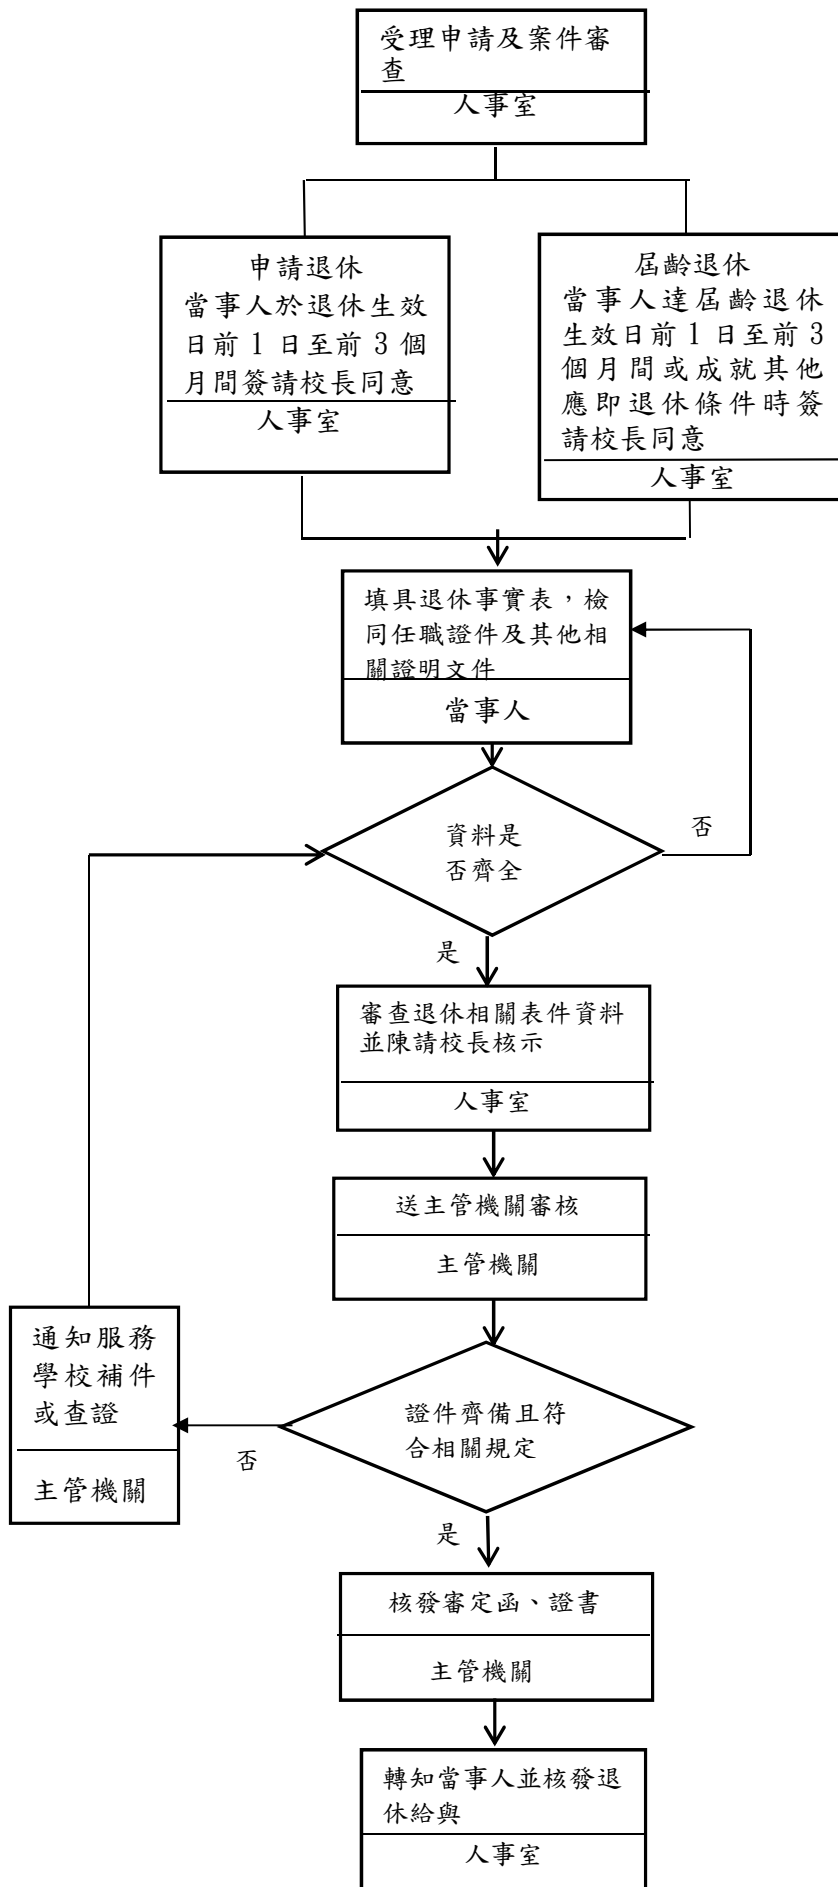 受理申請及案件審
查
人事室
申請退休
當事人於退休生效
日前 1 日至前 3 個
月間簽請校長同意
人事室
屆齡退休
當事人達屆齡退休
生效日前 1 日至前 3
個月間或成就其他
應即退休條件時簽
請校長同意
人事室
填具退休事實表，檢
同任職證件及其他相
關證明文件
當事人
資料是
否齊全
否
是
審查退休相關表件資料
並陳請校長核示
人事室
送主管機關審核
主管機關
通知服務
學校補件
或查證
主管機關
證件齊備且符
合相關規定
否
是
核發審定函、證書
主管機關
轉知當事人並核發退
休給與
人事室